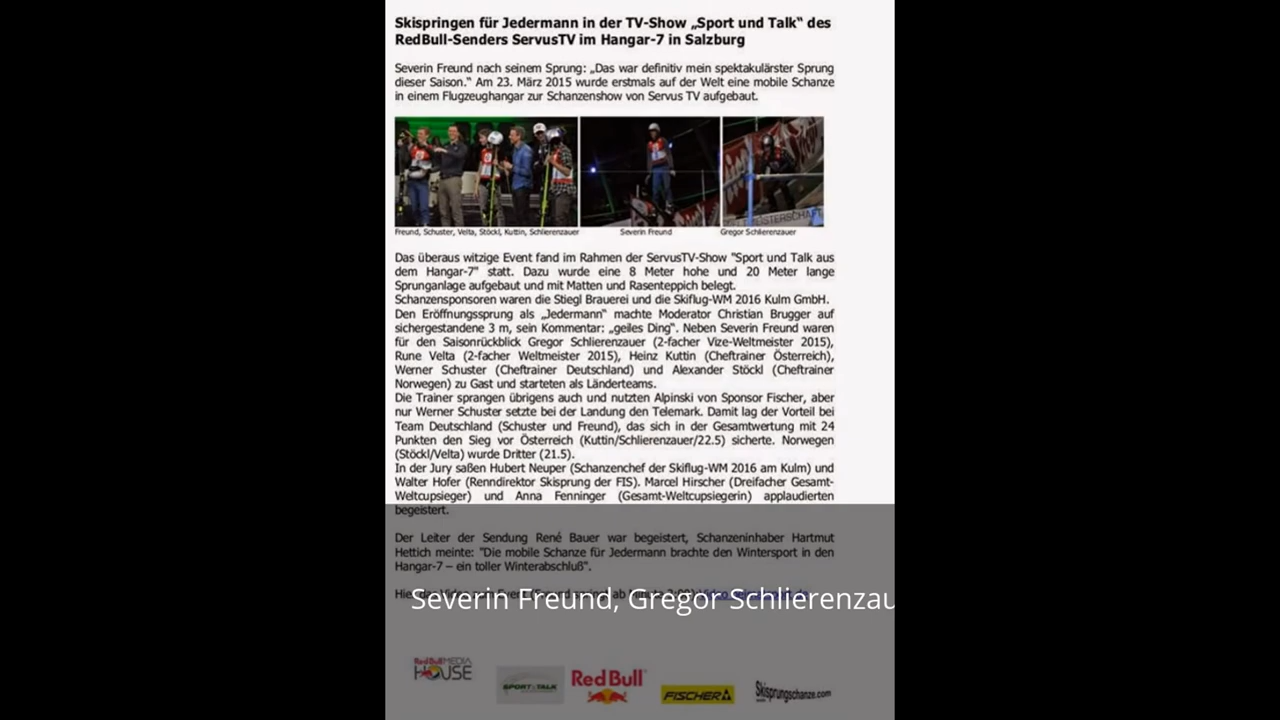 Skispringen für Jedermann in der TV-Show „Sport und Talk“ des
RedBull-Senders ServusTV im Hangar-7 in Salzburg
Severin Freund nach seinem Sprung: „Das war definitiv mein spektakulärster Sprung
dieser Saison.“ Am 23. März 2015 wurde erstmals auf der Welt eine mobile Schanze
in einem Flugzeughangar zur Schanzenshow von Servus TV aufgebaut.
Freund, Schuster, Velta, Stöckl, Kuttin, Schlierenzauer
Severin Freund
Gregor Schlierenzauer
Das überaus witzige Event fand im Rahmen der ServusTV-Show "Sport und Talk aus
dem Hangar-7" statt. Dazu wurde eine 8 Meter hohe und 20 Meter lange
Sprunganlage aufgebaut und mit Matten und Rasenteppich belegt.
Schanzensponsoren waren die Stiegl Brauerei und die Skiflug-WM 2016 Kulm GmbH.
Den Eröffnungssprung als „Jedermann“ machte Moderator Christian Brugger auf
sichergestandene 3 m, sein Kommentar: „geiles Ding“. Neben Severin Freund waren
für den Saisonrückblick Gregor Schlierenzauer (2-facher Vize-Weltmeister 2015),
Rune Velta (2-facher Weltmeister 2015), Heinz Kuttin (Cheftrainer Österreich),
Werner Schuster (Cheftrainer Deutschland) und Alexander Stöckl (Cheftrainer
Norwegen) zu Gast und starteten als Länderteams.
Die Trainer sprangen übrigens auch und nutzten Alpinski von Sponsor Fischer, aber
nur Werner Schuster setzte bei der Landung den Telemark. Damit lag der Vorteil bei
Team Deutschland (Schuster und Freund), das sich in der Gesamtwertung mit 24
Punkten den Sieg vor Österreich (Kuttin/Schlierenzauer/22.5) sicherte. Norwegen
(Stöckl/Velta) wurde Dritter (21.5).
In der Jury saßen Hubert Neuper (Schanzenchef der Skiflug-WM 2016 am Kulm) und
Walter Hofer (Renndirektor Skisprung der FIS). Marcel Hirscher (Dreifacher Gesamt-
Weltcupsieger) und Anna Fenninger (Gesamt-Weltcupsiegerin) applaudierten
begeistert.
Der Leiter der Sendung René Bauer war begeistert, Schanzeninhaber Hartmut
Hettich meinte: "Die mobile Schanze für Jedermann brachte den Wintersport in den
Hangar-7 – ein toller Winterabschluß".
Severin Freund, Gregor Schlierenzau
Red Bull MEDIA
HOUSE
SPORT & TALK
Red Bull
FISCHER
Skisprungschanze.com